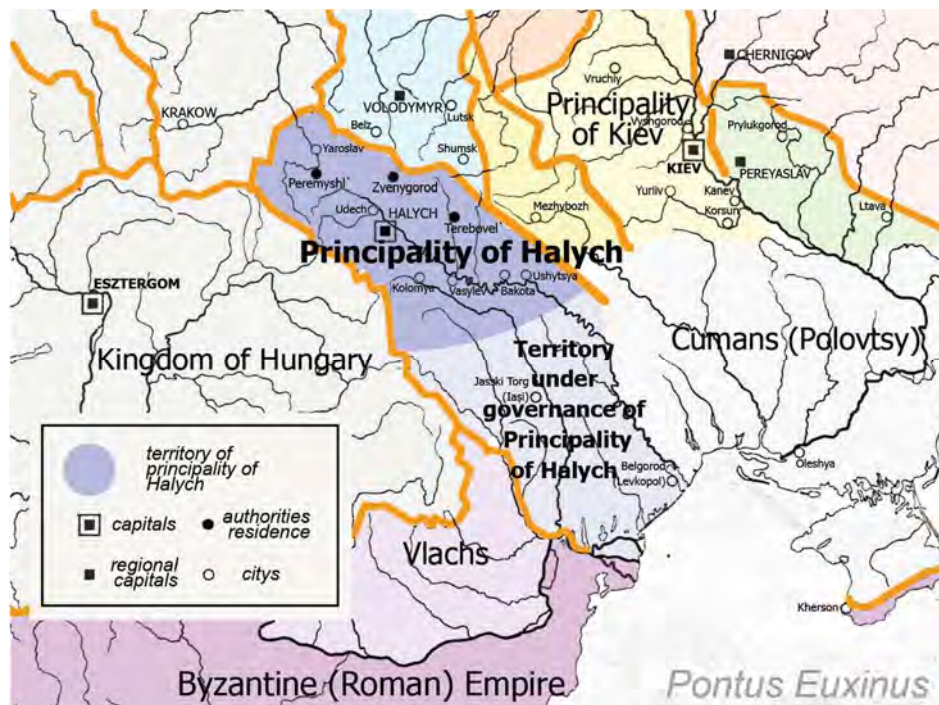 CHERNIGOV
Vruchiy
VOLODYMYR
Principality
of Kiev
KRAKOW
Lutsk
Belz
Vyshgorod
Prylukgorod
Yaroslav
Shumsk
KIEV
PEREYASLAV
Peremyshl
Zvenygorod
Yuriiv
Kanev
Udech
HALYCH
Mezhybozh
Korsun
Ltava
Terebovel
Principality of Halych
ESZTERGOM
Kolomya
Vasylev
Bakota
Ushytsya
Cumans (Polovtsy)
Kingdom of Hungary
Territory
under
governance of
Principality
of Halych
Jasski Torg
(Iaşi)
Oleshya
Belgorod
(Levkopol)
territory of
principality of
Halych
capitals
authorities
residence
regional
capitals
citys
Vlachs
Kherson
Byzantine (Roman) Empire
Pontus Euxinus